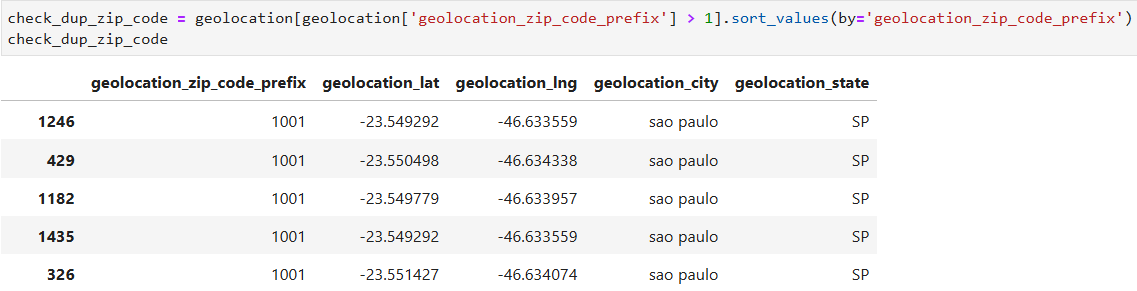 check_dup_zip_code = geolocation[geolocation['geolocation_zip_code_prefix'] > 1].sort_values(by='geolocation_zip_code_prefix')
check_dup_zip_code
geolocation_zip_code_prefix geolocation_lat geolocation_lng geolocation_city geolocation_state
1246 1001 -23.549292 -46.633559 sao paulo SP
429 1001 -23.550498 -46.634338 sao paulo SP
1182 1001 -23.549779 -46.633957 sao paulo SP
1435 1001 -23.549292 -46.633559 sao paulo SP
326 1001 -23.551427 -46.634074 sao paulo SP